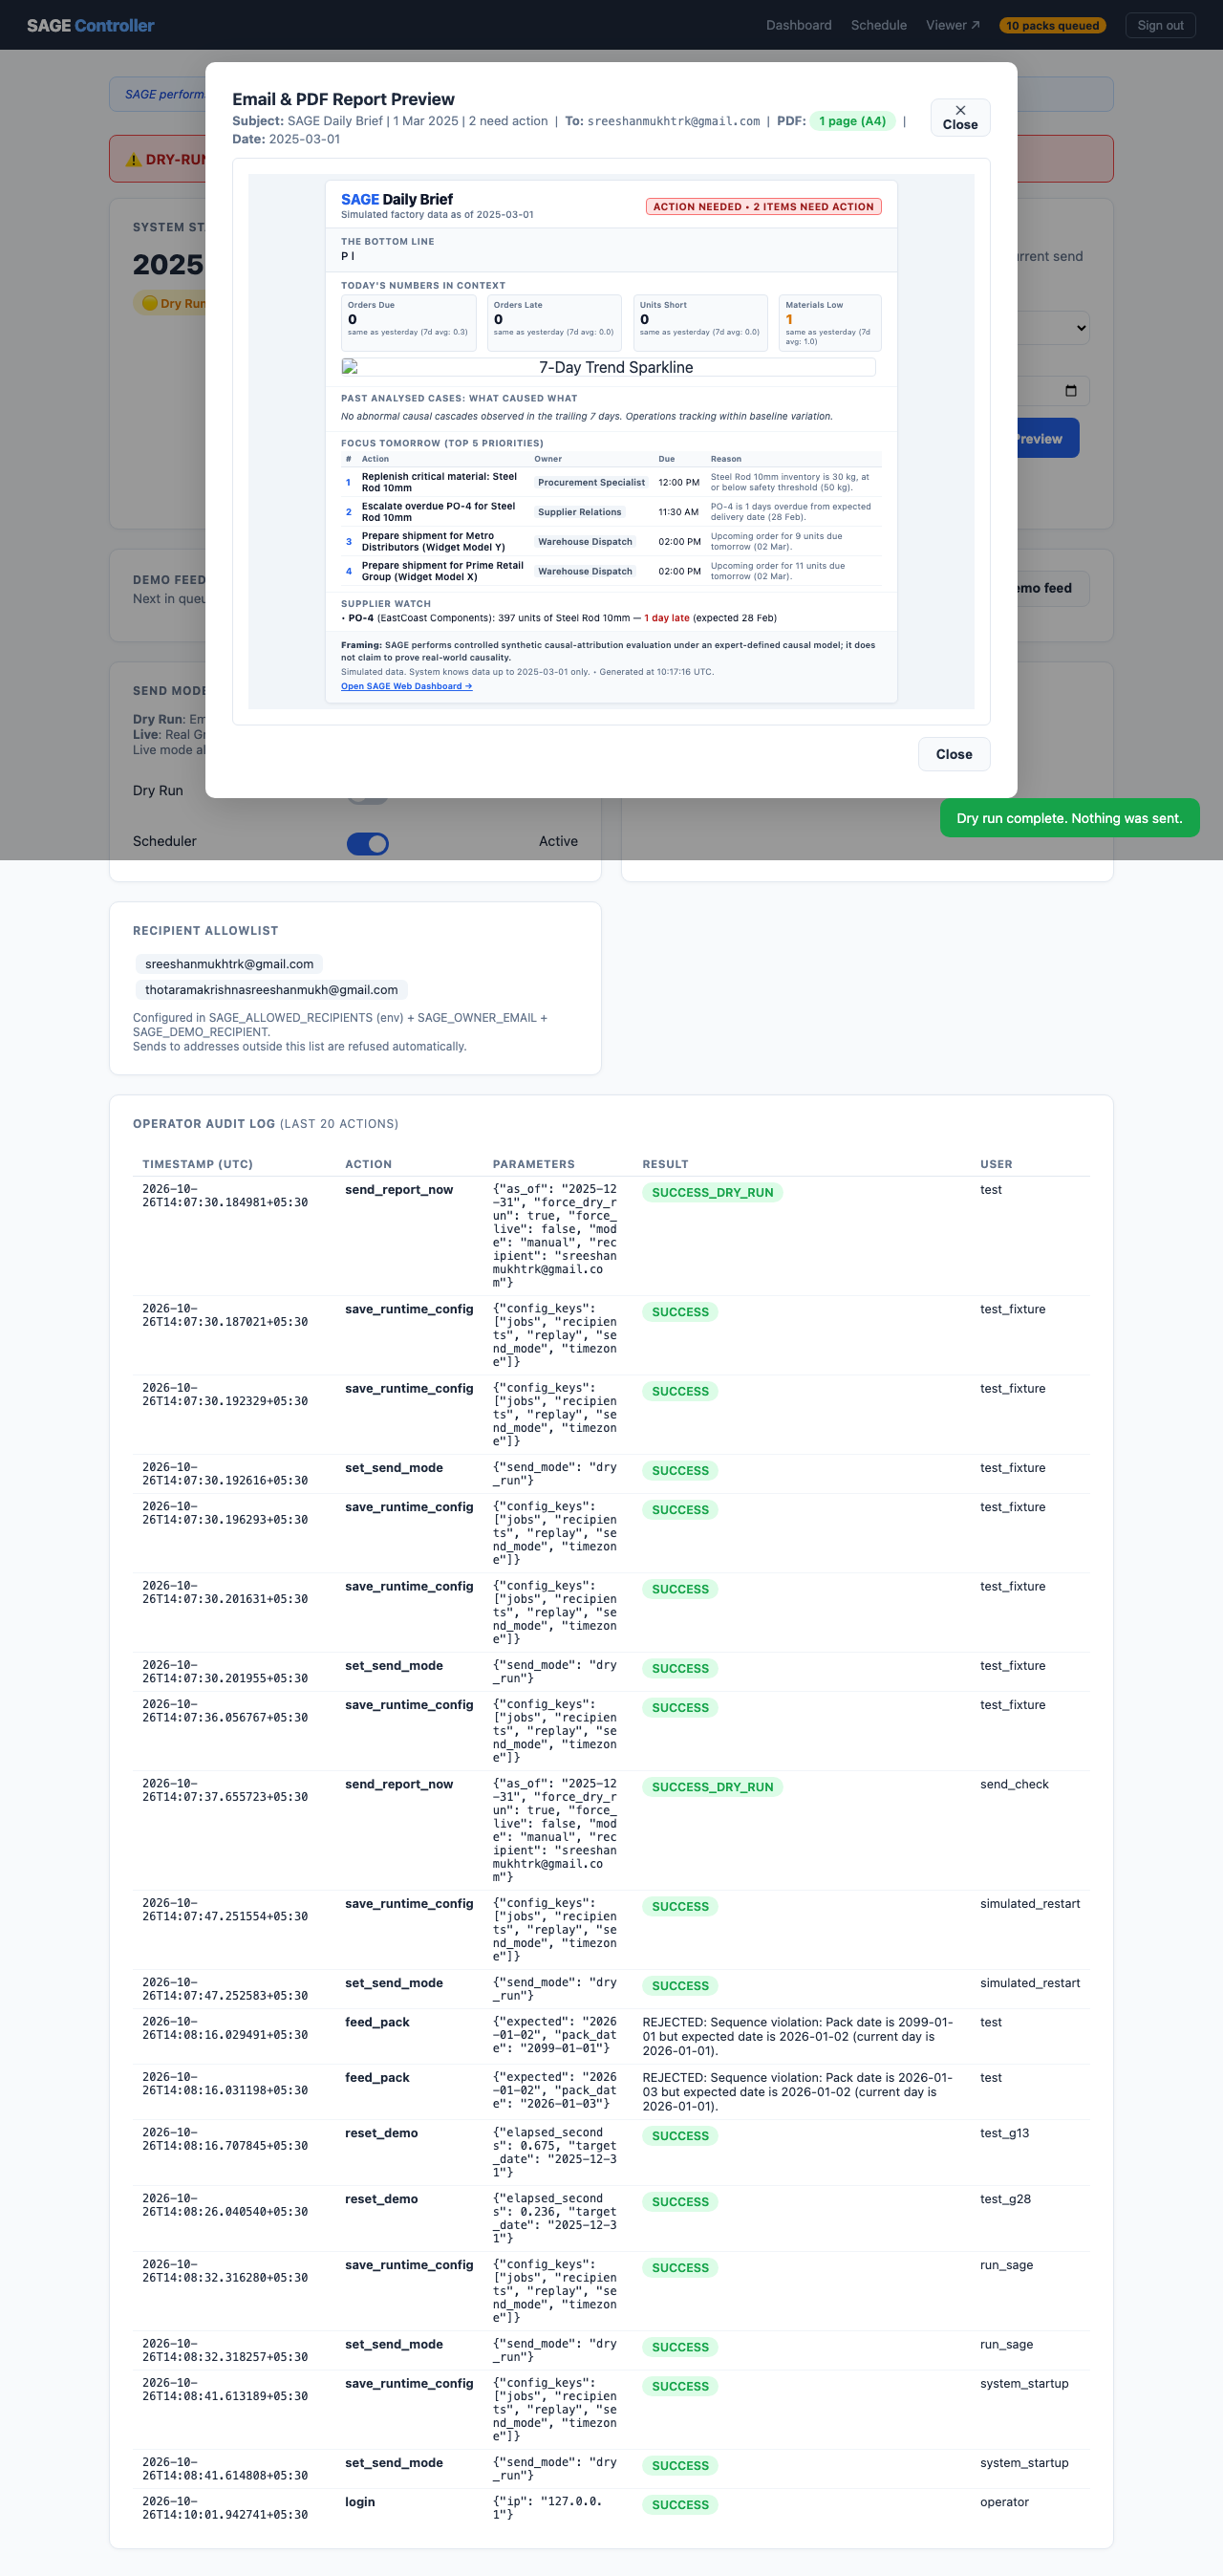 SAGE Controller
Dashboard Schedule Viewer ↗ 10 packs queued Sign out
SAGE perform
⚠ DRY-RUN
SYSTEM STA
2025
Dry Run
rrent send
Preview
DEMO FEED
Next in queu
emo feed
SEND MODE
Dry Run: Em
Live: Real Gm
Live mode al
Dry Run
Scheduler Active
Email & PDF Report Preview
Subject: SAGE Daily Brief | 1 Mar 2025 | 2 need action | To: sreeshanmukhtrk@gmail.com | PDF: 1 page (A4) |
Date: 2025-03-01
×
Close
SAGE Daily Brief
Simulated factory data as of 2025-03-01
ACTION NEEDED • 2 ITEMS NEED ACTION
THE BOTTOM LINE
P I
TODAY'S NUMBERS IN CONTEXT
Orders Due
0
same as yesterday (7d avg: 0.3)
Orders Late
0
same as yesterday (7d avg: 0.0)
Units Short
0
same as yesterday (7d avg: 0.0)
Materials Low
1
same as yesterday (7d
avg: 1.0)
7-Day Trend Sparkline
PAST ANALYSED CASES: WHAT CAUSED WHAT
No abnormal causal cascades observed in the trailing 7 days. Operations tracking within baseline variation.
FOCUS TOMORROW (TOP 5 PRIORITIES)
# Action Owner Due Reason
1 Replenish critical material: Steel Rod 10mm Procurement Specialist 12:00 PM Steel Rod 10mm inventory is 30 kg, at or below safety threshold (50 kg).
2 Escalate overdue PO-4 for Steel Rod 10mm Supplier Relations 11:30 AM PO-4 is 1 days overdue from expected delivery date (28 Feb).
3 Prepare shipment for Metro Distributors (Widget Model Y) Warehouse Dispatch 02:00 PM Upcoming order for 9 units due tomorrow (02 Mar).
4 Prepare shipment for Prime Retail Group (Widget Model X) Warehouse Dispatch 02:00 PM Upcoming order for 11 units due tomorrow (02 Mar).
SUPPLIER WATCH
• PO-4 (EastCoast Components): 397 units of Steel Rod 10mm — 1 day late (expected 28 Feb)
Framing: SAGE performs controlled synthetic causal-attribution evaluation under an expert-defined causal model; it does
not claim to prove real-world causality.
Simulated data. System knows data up to 2025-03-01 only. • Generated at 10:17:16 UTC.
Open SAGE Web Dashboard →
Close
Dry run complete. Nothing was sent.
RECIPIENT ALLOWLIST
sreeshanmukhtrk@gmail.com
thotaramakrishnasreeshanmukh@gmail.com
Configured in SAGE_ALLOWED_RECIPIENTS (env) + SAGE_OWNER_EMAIL +
SAGE_DEMO_RECIPIENT.
Sends to addresses outside this list are refused automatically.
OPERATOR AUDIT LOG (LAST 20 ACTIONS)
TIMESTAMP (UTC) ACTION PARAMETERS RESULT USER
2026-10-26T14:07:30.184981+05:30 send_report_now {"as_of": "2025-12-31", "force_dry_run": true, "force_live": false, "mode": "manual", "recipient": "sreeshanmukhtrk@gmail.com"} SUCCESS_DRY_RUN test
2026-10-26T14:07:30.187021+05:30 save_runtime_config {"config_keys": ["jobs", "recipients", "replay", "send_mode", "timezone"]} SUCCESS test_fixture
2026-10-26T14:07:30.192329+05:30 save_runtime_config {"config_keys": ["jobs", "recipients", "replay", "send_mode", "timezone"]} SUCCESS test_fixture
2026-10-26T14:07:30.192616+05:30 set_send_mode {"send_mode": "dry_run"} SUCCESS test_fixture
2026-10-26T14:07:30.196293+05:30 save_runtime_config {"config_keys": ["jobs", "recipients", "replay", "send_mode", "timezone"]} SUCCESS test_fixture
2026-10-26T14:07:30.201631+05:30 save_runtime_config {"config_keys": ["jobs", "recipients", "replay", "send_mode", "timezone"]} SUCCESS test_fixture
2026-10-26T14:07:30.201955+05:30 set_send_mode {"send_mode": "dry_run"} SUCCESS test_fixture
2026-10-26T14:07:36.056767+05:30 save_runtime_config {"config_keys": ["jobs", "recipients", "replay", "send_mode", "timezone"]} SUCCESS test_fixture
2026-10-26T14:07:37.655723+05:30 send_report_now {"as_of": "2025-12-31", "force_dry_run": true, "force_live": false, "mode": "manual", "recipient": "sreeshanmukhtrk@gmail.com"} SUCCESS_DRY_RUN send_check
2026-10-26T14:07:47.251554+05:30 save_runtime_config {"config_keys": ["jobs", "recipients", "replay", "send_mode", "timezone"]} SUCCESS simulated_restart
2026-10-26T14:07:47.252583+05:30 set_send_mode {"send_mode": "dry_run"} SUCCESS simulated_restart
2026-10-26T14:08:16.029491+05:30 feed_pack {"expected": "2026-01-02", "pack_date": "2099-01-01"} REJECTED: Sequence violation: Pack date is 2099-01-01 but expected date is 2026-01-02 (current day is 2026-01-01). test
2026-10-26T14:08:16.031198+05:30 feed_pack {"expected": "2026-01-02", "pack_date": "2026-01-03"} REJECTED: Sequence violation: Pack date is 2026-01-03 but expected date is 2026-01-02 (current day is 2026-01-01). test
2026-10-26T14:08:16.707845+05:30 reset_demo {"elapsed_seconds": 0.675, "target_date": "2025-12-31"} SUCCESS test_g13
2026-10-26T14:08:26.040540+05:30 reset_demo {"elapsed_seconds": 0.236, "target_date": "2025-12-31"} SUCCESS test_g28
2026-10-26T14:08:32.316280+05:30 save_runtime_config {"config_keys": ["jobs", "recipients", "replay", "send_mode", "timezone"]} SUCCESS run_sage
2026-10-26T14:08:32.318257+05:30 set_send_mode {"send_mode": "dry_run"} SUCCESS run_sage
2026-10-26T14:08:41.613189+05:30 save_runtime_config {"config_keys": ["jobs", "recipients", "replay", "send_mode", "timezone"]} SUCCESS system_startup
2026-10-26T14:08:41.614808+05:30 set_send_mode {"send_mode": "dry_run"} SUCCESS system_startup
2026-10-26T14:10:01.942741+05:30 login {"ip": "127.0.0.1"} SUCCESS operator